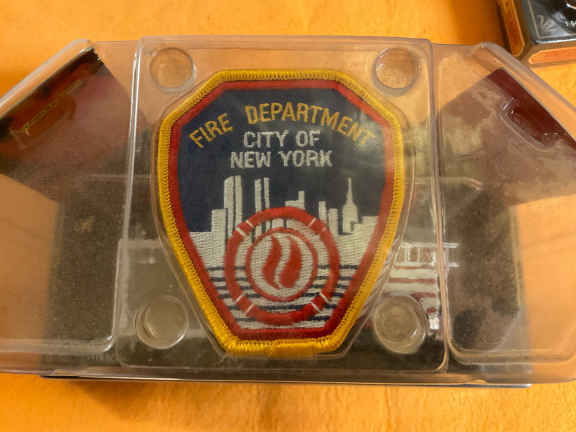 FIRE DEPARTMENT
CITY OF
NEW YORK